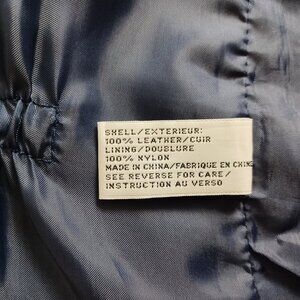 SHELL/EXTERIEUR:
100% LEATHER/CUIR
LINING/DOUBLURE
100% NYLON
MADE IN CHINA/FABRIQUE EN CHINE
SEE REVERSE FOR CARE/
INSTRUCTION AU VERSO